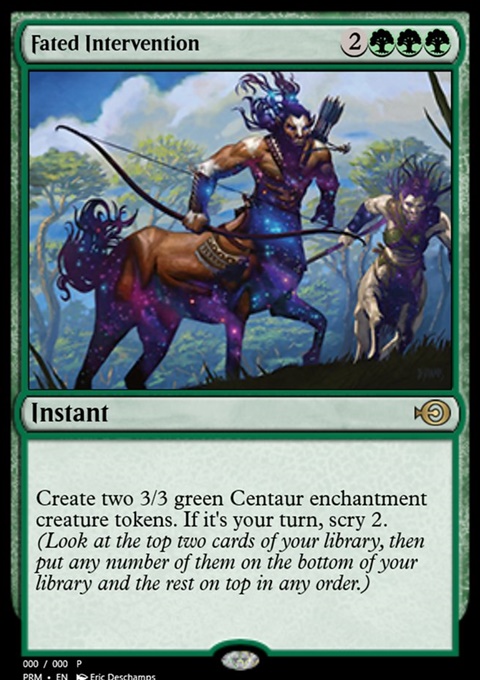 Fated Intervention 2
Instant
Create two 3/3 green Centaur enchantment
creature tokens. If it's your turn, scry 2.
(Look at the top two cards of your library, then
put any number of them on the bottom of your
library and the rest on top in any order.)
000 / 000 P
PRM • EN Eric Deschamps